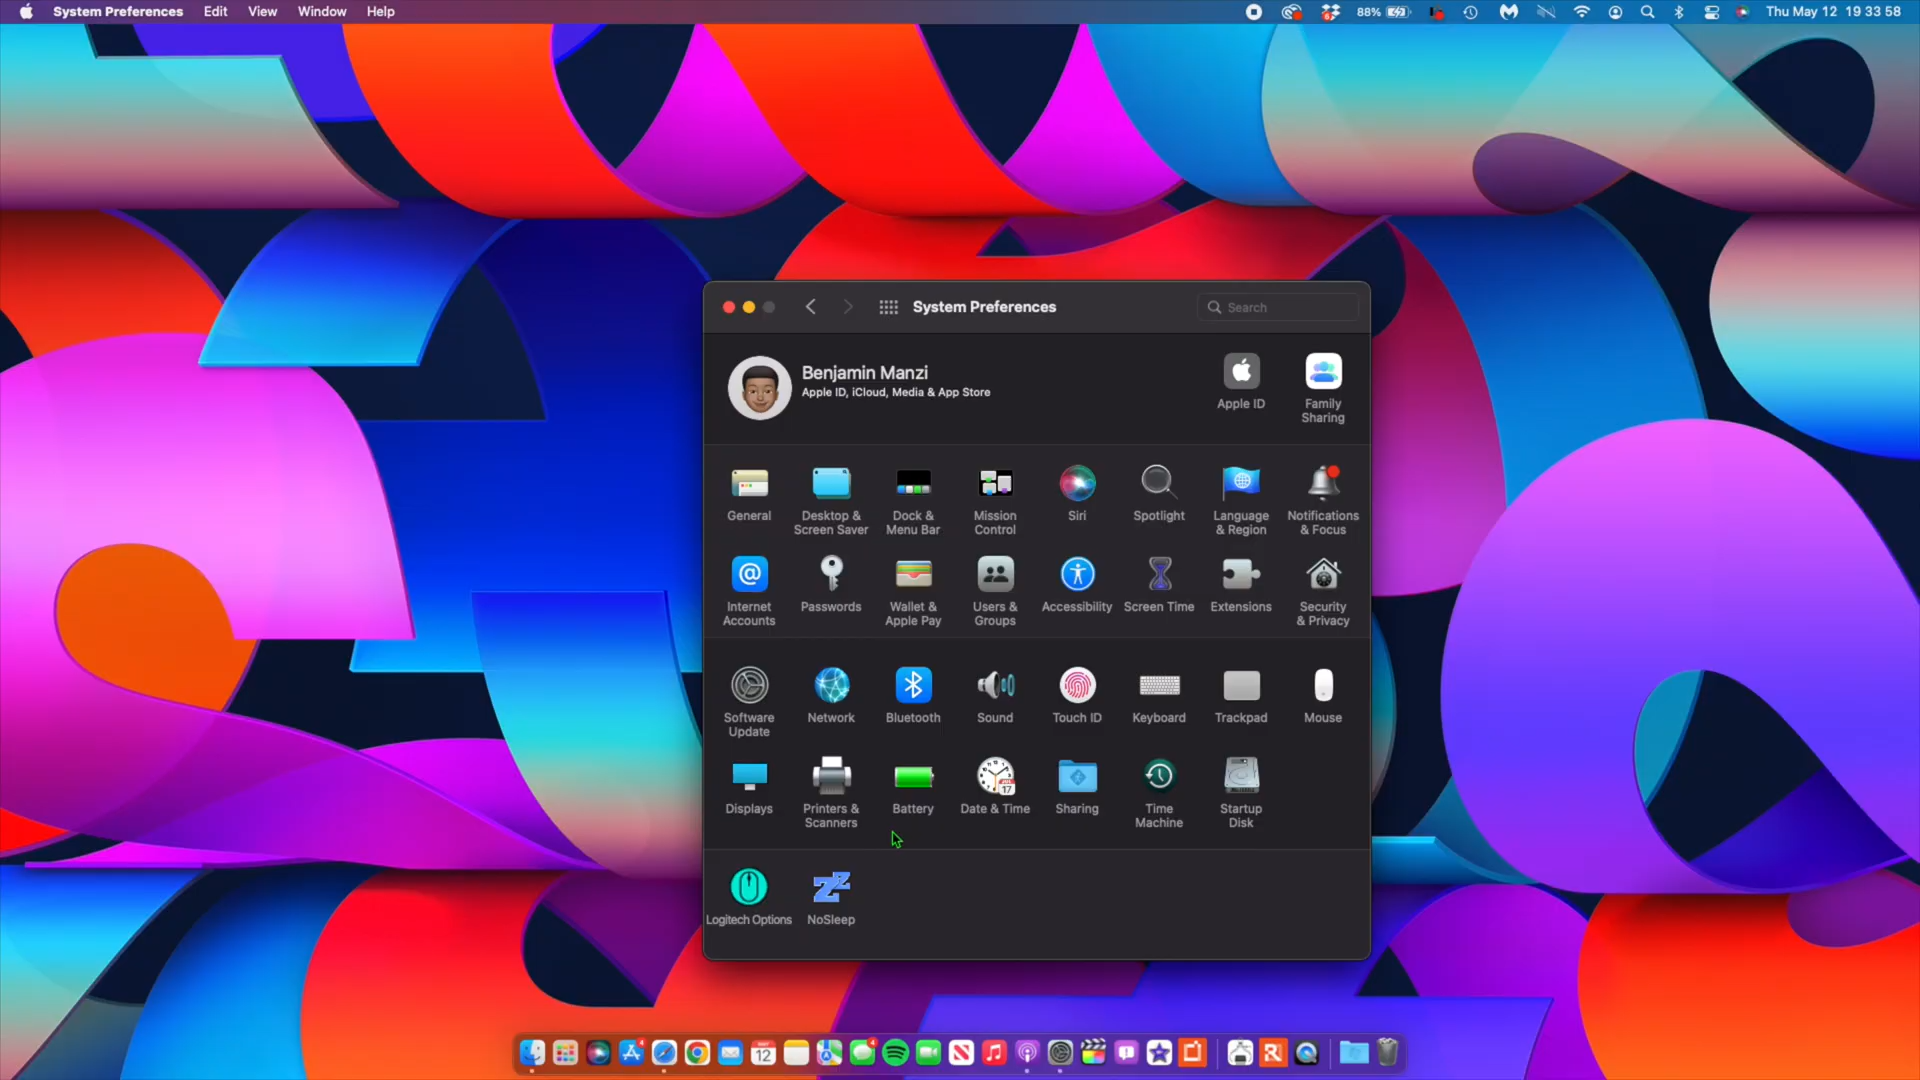 System Preferences Edit View Window Help
88% Thu May 12 19 33 58
System Preferences Search
Benjamin Manzi
Apple ID, iCloud, Media & App Store
Apple ID
Family
Sharing
General
Desktop &
Screen Saver
Dock &
Menu Bar
Mission
Control
Siri
Spotlight
Language
& Region
Notifications
& Focus
Internet
Accounts
Passwords
Wallet &
Apple Pay
Users &
Groups
Accessibility
Screen Time
Extensions
Security
& Privacy
Software
Update
Network
Bluetooth
Sound
Touch ID
Keyboard
Trackpad
Mouse
Displays
Printers &
Scanners
Battery
Date & Time
17
Sharing
Time
Machine
Startup
Disk
Logitech Options
NoSleep
12